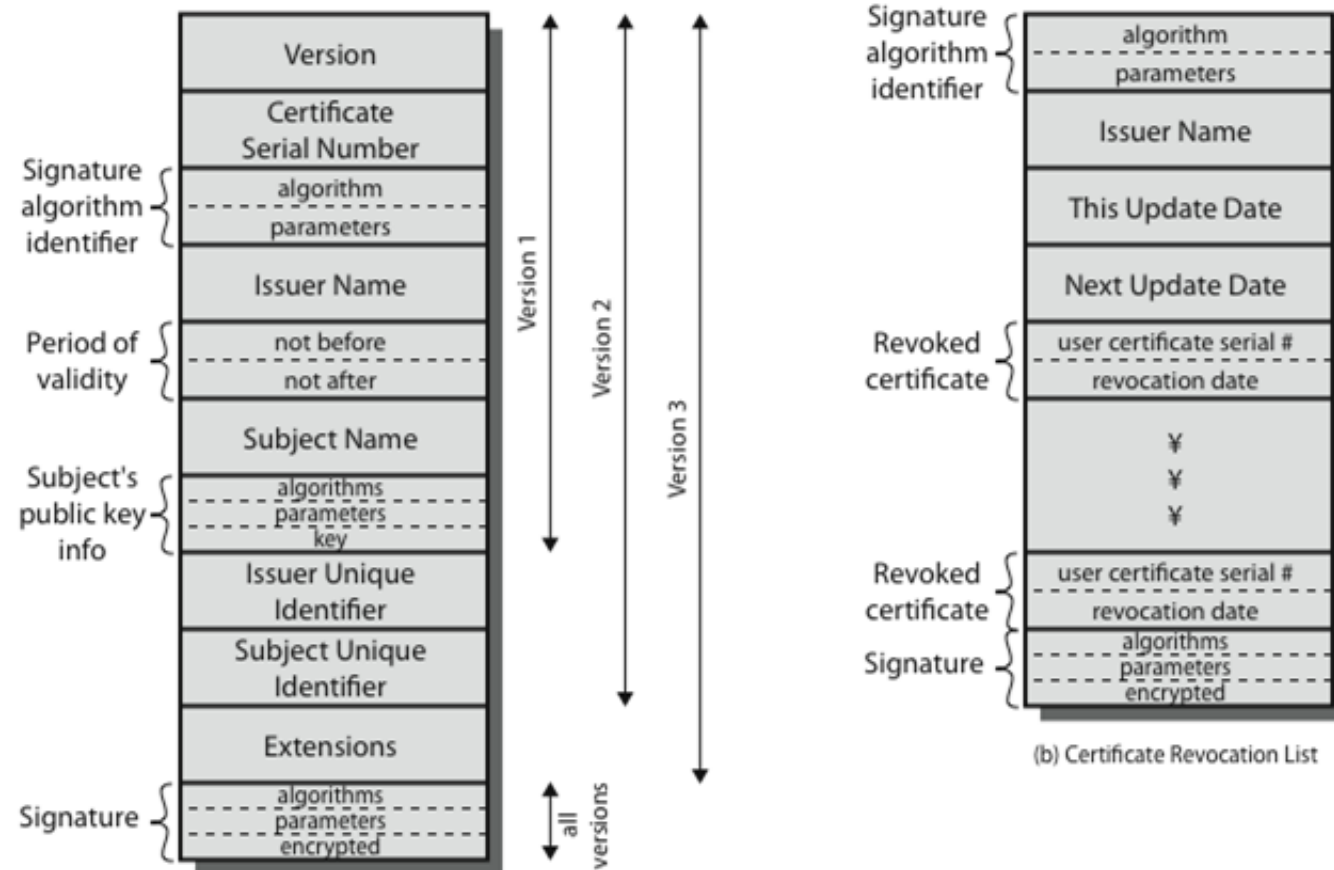 Version
Certificate
Serial Number
Signature
algorithm
identifier
algorithm
parameters
Issuer Name
Period of
validity
not before
not after
Subject Name
Subject's
public key
info
algorithms
parameters
key
Issuer Unique
Identifier
Subject Unique
Identifier
Extensions
Signature
algorithms
parameters
encrypted
Version 1
Version 2
Version 3
all
versions
Signature
algorithm
identifier
algorithm
parameters
Issuer Name
This Update Date
Next Update Date
Revoked
certificate
user certificate serial #
revocation date
¥
¥
¥
Revoked
certificate
user certificate serial #
revocation date
Signature
algorithms
parameters
encrypted
(b) Certificate Revocation List